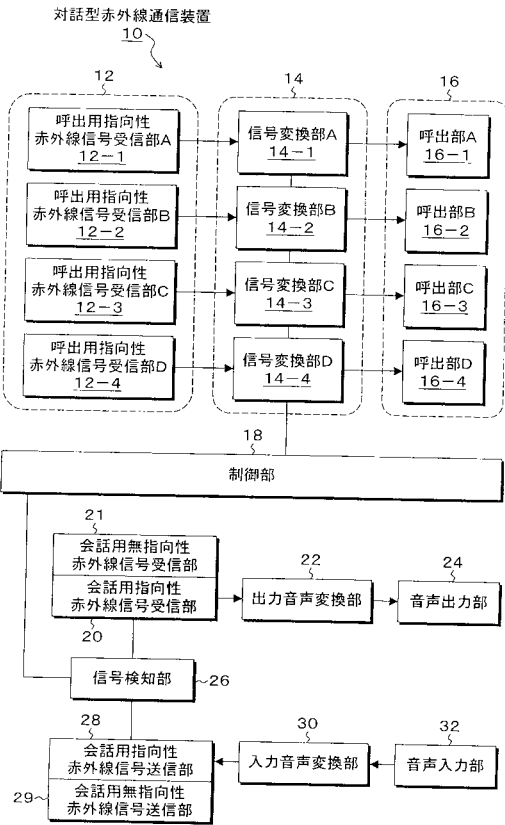 対話型赤外線通信装置
10
12
14
16
呼出用指向性
赤外線信号受信部A
12-1
信号変換部A
14-1
呼出部A
16-1
呼出用指向性
赤外線信号受信部B
12-2
信号変換部B
14-2
呼出部B
16-2
呼出用指向性
赤外線信号受信部C
12-3
信号変換部C
14-3
呼出部C
16-3
呼出用指向性
赤外線信号受信部D
12-4
信号変換部D
14-4
呼出部D
16-4
18
制御部
21
会話用無指向性
赤外線信号受信部
会話用指向性
赤外線信号受信部
20
22
出力音声変換部
24
音声出力部
信号検知部
26
28
会話用指向性
赤外線信号送信部
29
会話用無指向性
赤外線信号送信部
30
入力音声変換部
32
音声入力部